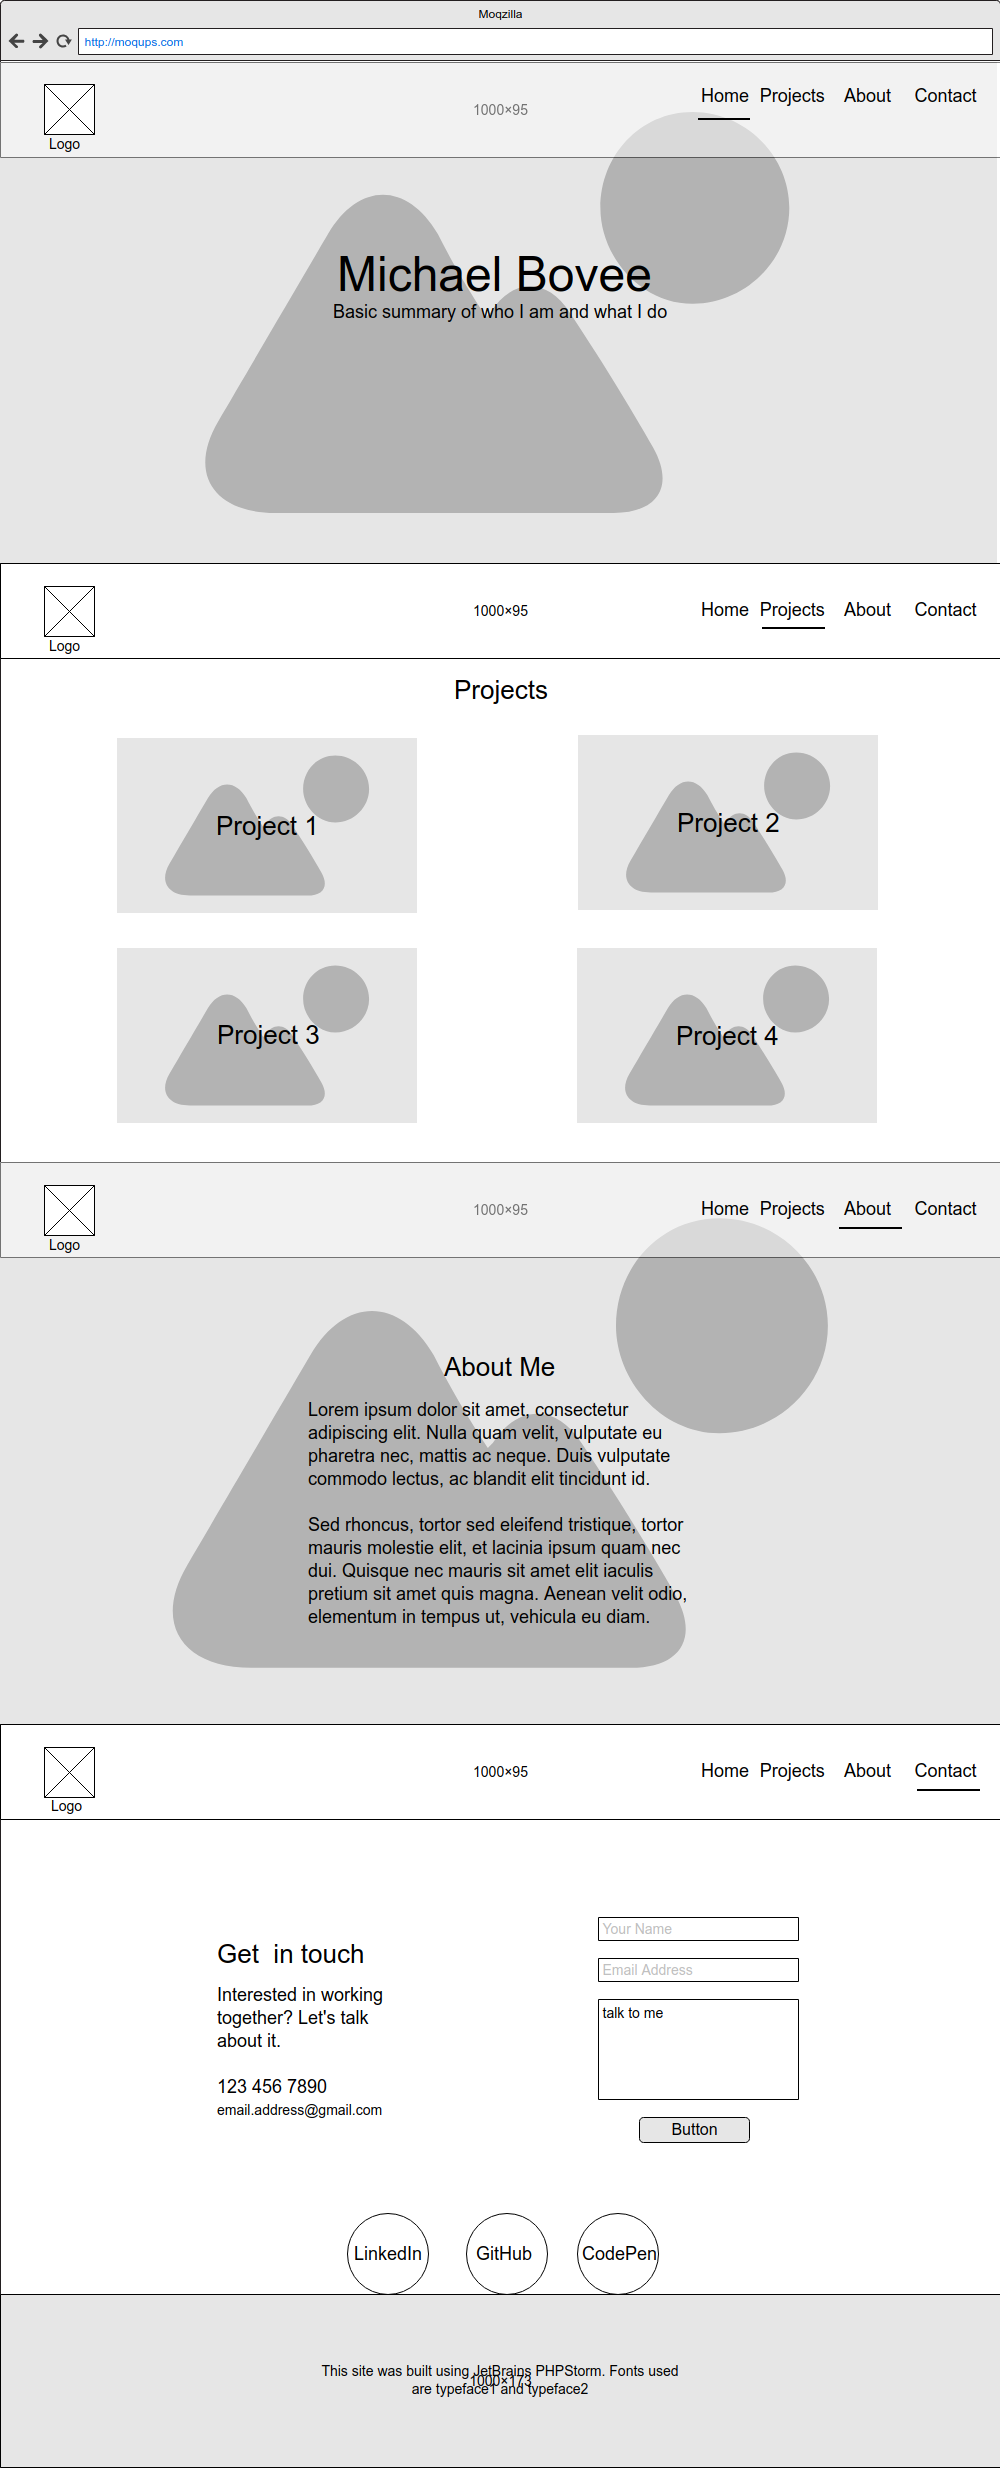 Moqzilla
http://moqups.com
Logo
1000×95
Home Projects About Contact
Michael Bovee
Basic summary of who I am and what I do
Logo
1000×95
Home Projects About Contact
Projects
Project 1
Project 2
Project 3
Project 4
Logo
1000×95
Home Projects About Contact
About Me
Lorem ipsum dolor sit amet, consectetur
adipiscing elit. Nulla quam velit, vulputate eu
pharetra nec, mattis ac neque. Duis vulputate
commodo lectus, ac blandit elit tincidunt id.
Sed rhoncus, tortor sed eleifend tristique, tortor
mauris molestie elit, et lacinia ipsum quam nec
dui. Quisque nec mauris sit amet elit iaculis
pretium sit amet quis magna. Aenean velit odio,
elementum in tempus ut, vehicula eu diam.
Logo
1000×95
Home Projects About Contact
Get in touch
Interested in working
together? Let's talk
about it.
123 456 7890
email.address@gmail.com
Your Name
Email Address
talk to me
Button
LinkedIn
GitHub
CodePen
This site was built using JetBrains PHPStorm. Fonts used
1000×173
are typeface1 and typeface2